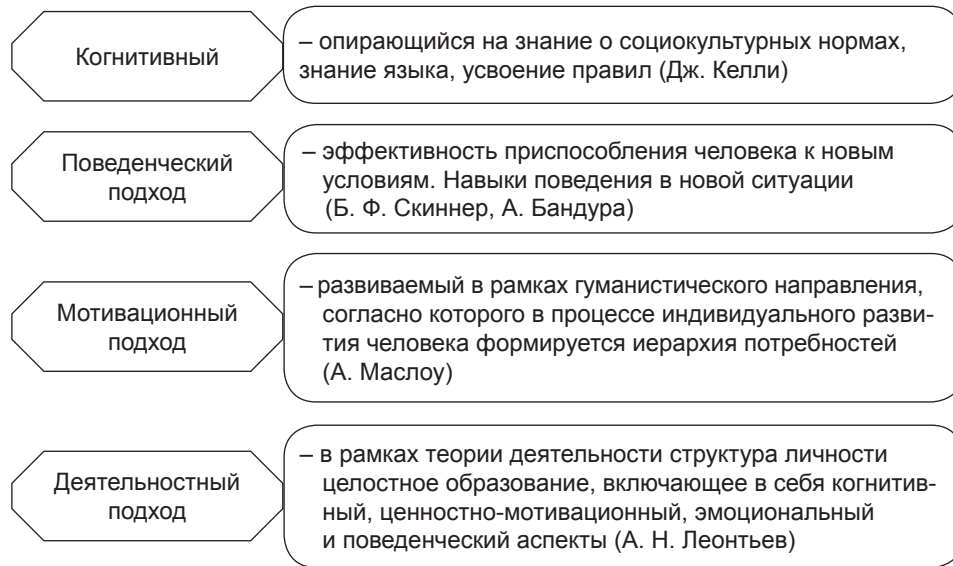 Когнитивный
– опирающийся на знание о социокультурных нормах,
знание языка, усвоение правил (Дж. Келли)
Поведенческий
подход
– эффективность приспособления человека к новым
условиям. Навыки поведения в новой ситуации
(Б. Ф. Скиннер, А. Бандура)
Мотивационный
подход
– развиваемый в рамках гуманистического направления,
согласно которого в процессе индивидуального разви-
тия человека формируется иерархия потребностей
(А. Маслоу)
Деятельностный
подход
– в рамках теории деятельности структура личности
целостное образование, включающее в себя когнитив-
ный, ценностно-мотивационный, эмоциональный
и поведенческий аспекты (А. Н. Леонтьев)